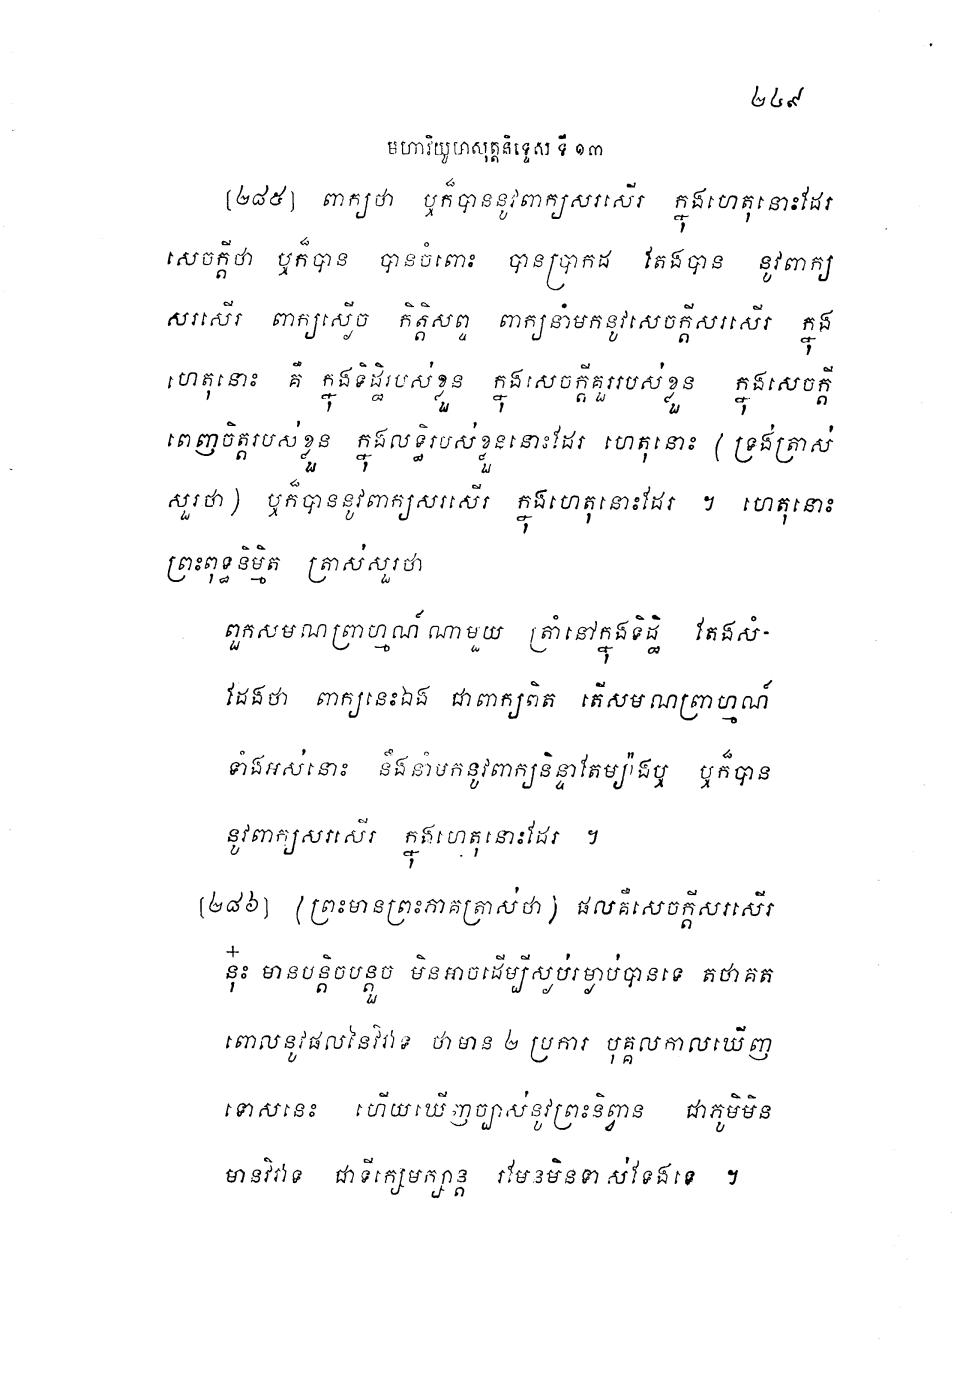 ២៤៩
មហាវិយូហសុត្តនិទ្ទេស ទី ១៣
[២៨៥] ពាក្យថា ឬក៏បាននូវពាក្យសរសើរ ក្នុងហេតុនោះដែរ
សេចក្តីថា ឬក៏បាន បានចំពោះ បានប្រាកដ តែងបាន នូវពាក្យ
សរសើរ ពាក្យស្ងើច កិត្តិសព្ទ ពាក្យនាំមកនូវសេចក្តីសរសើរ ក្នុង
ហេតុនោះ គឺ ក្នុងទិដ្ឋិរបស់ខ្លួន ក្នុងសេចក្តីគួររបស់ខ្លួន ក្នុងសេចក្តី
ពេញចិត្តរបស់ខ្លួន ក្នុងលទ្ធិរបស់ខ្លួននោះដែរ ហេតុនោះ (ទ្រង់ត្រាស់
សួរថា) ឬក៏បាននូវពាក្យសរសើរ ក្នុងហេតុនោះដែរ ។ ហេតុនោះ
ព្រះពុទ្ធនិម្មិត ត្រាស់សួរថា
ពួកសមណព្រាហ្មណ៍ណាមួយ ត្រាំនៅក្នុងទិដ្ឋិ តែងសំ-
ដែងថា ពាក្យនេះឯង ជាពាក្យពិត តើសមណព្រាហ្មណ៍
ទាំងអស់នោះ នឹងនាំមកនូវពាក្យនិន្ទាតែម្យ៉ាងឬ ឬក៏បាន
នូវពាក្យសរសើរ ក្នុងហេតុនោះដែរ ។
[២៨៦] (ព្រះមានព្រះភាគត្រាស់ថា) ផលគឺសេចក្តីសរសើរ
នុ៎ះ មានបន្តិចបន្តួច មិនអាចដើម្បីស្ងប់រម្ងាប់បានទេ តថាគត
ពោលនូវផលនៃវិវាទ ថាមាន ២ ប្រការ បុគ្គលកាលឃើញ
ទោសនេះ ហើយឃើញច្បាស់នូវព្រះនិព្វាន ជាភូមិមិន
មានវិវាទ ជាទីក្សេមក្សាន្ត រមែងមិនទាស់ទែងទេ ។